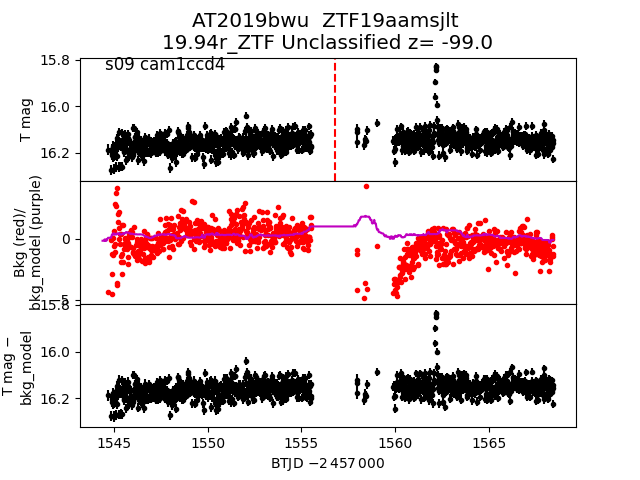 AT2019bwu  ZTF19aamsjlt
19.94r_ZTF Unclassified z= -99.0
s09 cam1ccd4
15.8
16.0
16.2
T mag
0
-5
Bkg (red)/
bkg_model (purple)
15.8
16.0
16.2
T mag −
bkg_model
1545 1550 1555 1560 1565
BTJD −2 457 000